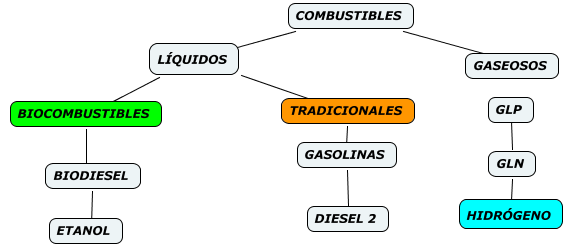 COMBUSTIBLES
LÍQUIDOS
GASEOSOS
BIOCOMBUSTIBLES
TRADICIONALES
GLP
GASOLINAS
GLN
BIODIESEL
HIDRÓGENO
DIESEL 2
ETANOL